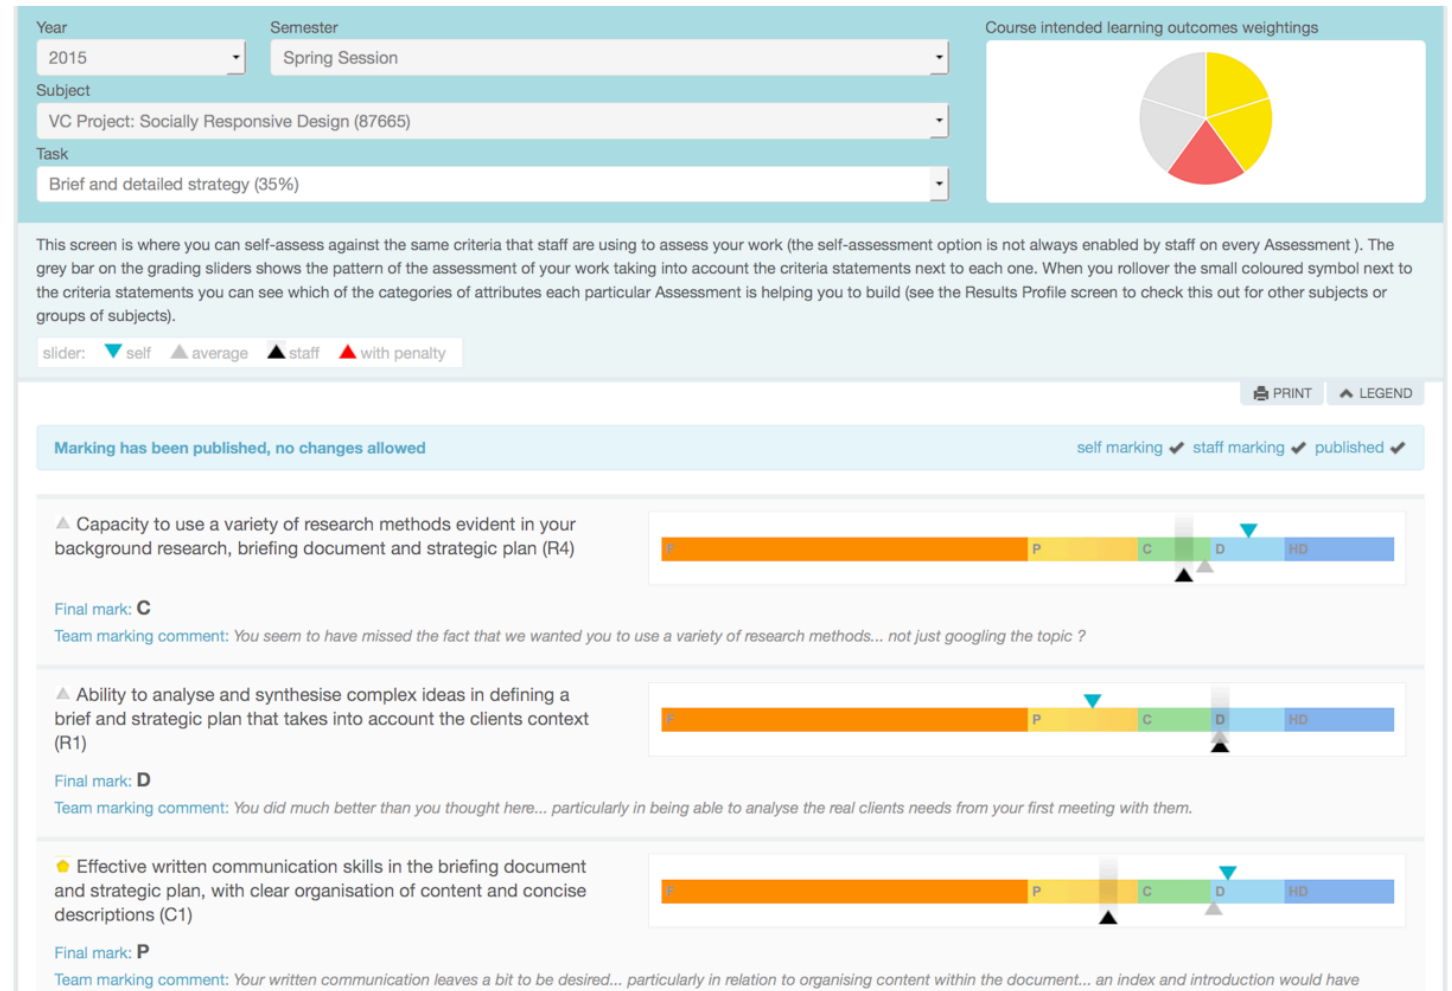 Year
Semester
Course intended learning outcomes weightings
2015
Spring Session
Subject
VC Project: Socially Responsive Design (87665)
Task
Brief and detailed strategy (35%)
This screen is where you can self-assess against the same criteria that staff are using to assess your work (the self-assessment option is not always enabled by staff on every Assessment ). The
grey bar on the grading sliders shows the pattern of the assessment of your work taking into account the criteria statements next to each one. When you rollover the small coloured symbol next to
the criteria statements you can see which of the categories of attributes each particular Assessment is helping you to build (see the Results Profile screen to check this out for other subjects or
groups of subjects).
slider: self average staff with penalty
PRINT LEGEND
Marking has been published, no changes allowed
self marking staff marking published
Capacity to use a variety of research methods evident in your
background research, briefing document and strategic plan (R4)
F P C D HD
Final mark: C
Team marking comment: You seem to have missed the fact that we wanted you to use a variety of research methods... not just googling the topic ?
Ability to analyse and synthesise complex ideas in defining a
brief and strategic plan that takes into account the clients context
(R1)
F P C D HD
Final mark: D
Team marking comment: You did much better than you thought here... particularly in being able to analyse the real clients needs from your first meeting with them.
Effective written communication skills in the briefing document
and strategic plan, with clear organisation of content and concise
descriptions (C1)
F P C D HD
Final mark: P
Team marking comment: Your written communication leaves a bit to be desired... particularly in relation to organising content within the document... an index and introduction would have